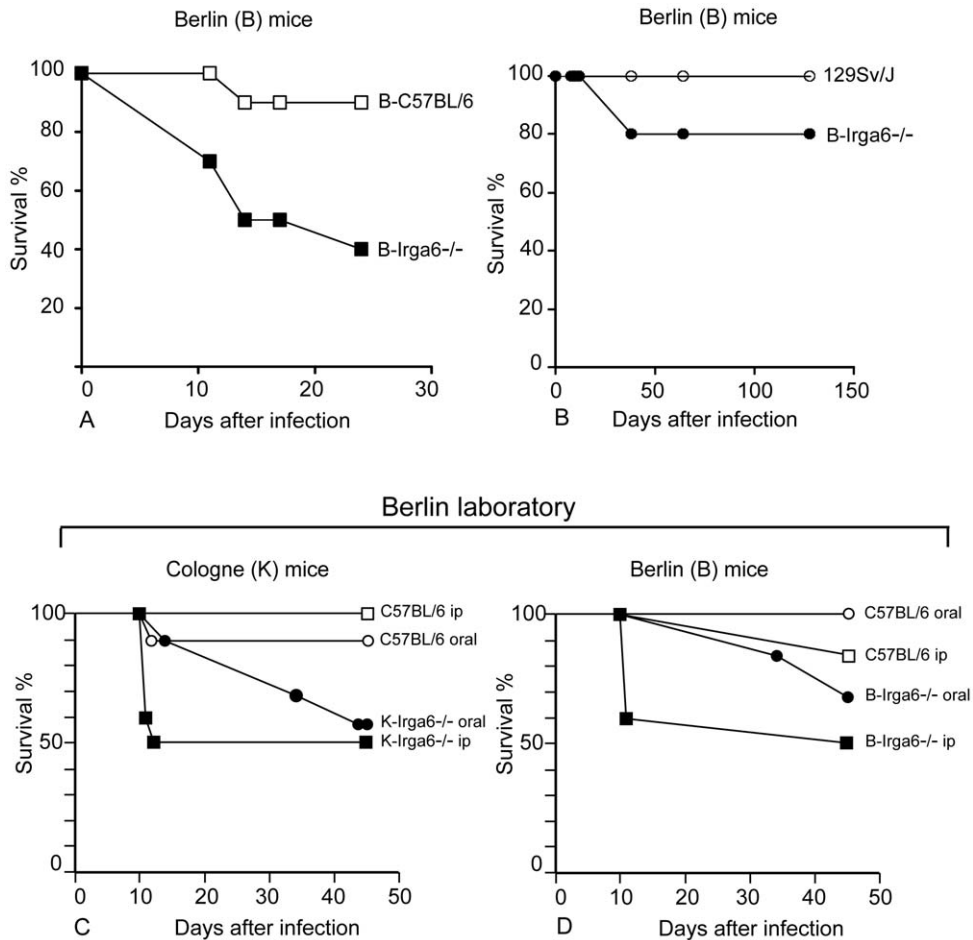 Berlin (B) mice
Survival %
100
80
60
40
20
0
10
20
30
B-C57BL/6
B-Irga6-/-
A
Days after infection
Berlin (B) mice
Survival %
100
80
60
40
20
0
0
50
100
150
129Sv/J
B-Irga6-/-
B
Days after infection
Berlin laboratory
Cologne (K) mice
Survival %
100
50
0
0
10
20
30
40
50
C57BL/6 ip
C57BL/6 oral
K-Irga6-/- oral
K-Irga6-/- ip
C
Days after infection
Berlin (B) mice
Survival %
100
50
0
0
10
20
30
40
50
C57BL/6 oral
C57BL/6 ip
B-Irga6-/- oral
B-Irga6-/- ip
D
Days after infection